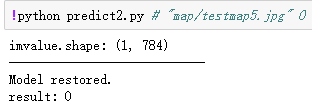 !python predict2.py # "map/testmap5.jpg" 0
imvalue.shape: (1, 784)
Model restored.
result: 0